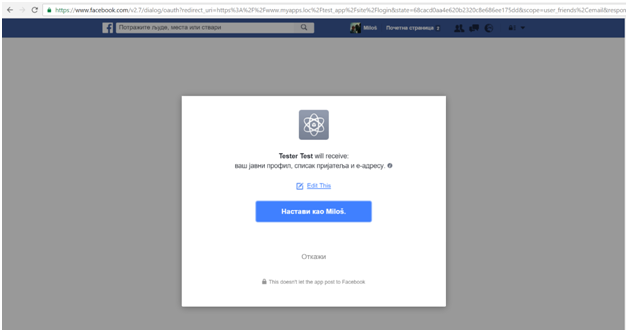 https://www.facebook.com/v2.7/dialog/oauth?redirect_uri=https%3A%2F%2Fwww.myapps.loc%2Ftest_app%2Fsite%2Flogin&state=68cacd0aa4e620b2320c8e686ee175dd&scope=user_friends%2Cemail&respon
Потражите људе, места или ствари
Miloš
Почетна страница 2
Tester Test will receive:
ваш јавни профил, списак пријатеља и е-адресу.
Edit This
Настави као Miloš.
Откажи
This doesn't let the app post to Facebook